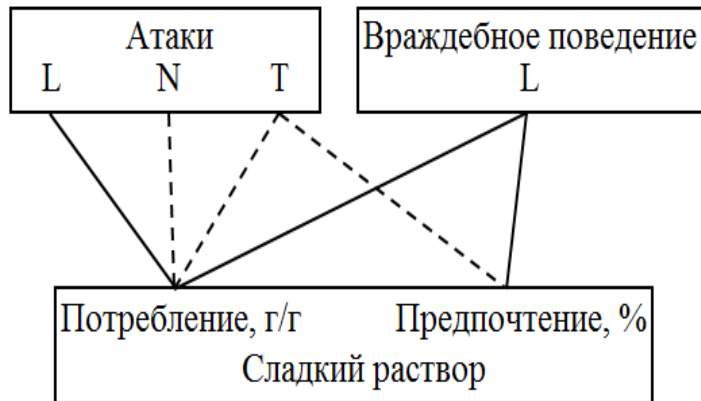 Атаки
L N T
Враждебное поведение
L
Потребление, г/г Предпочтение, %
Сладкий раствор